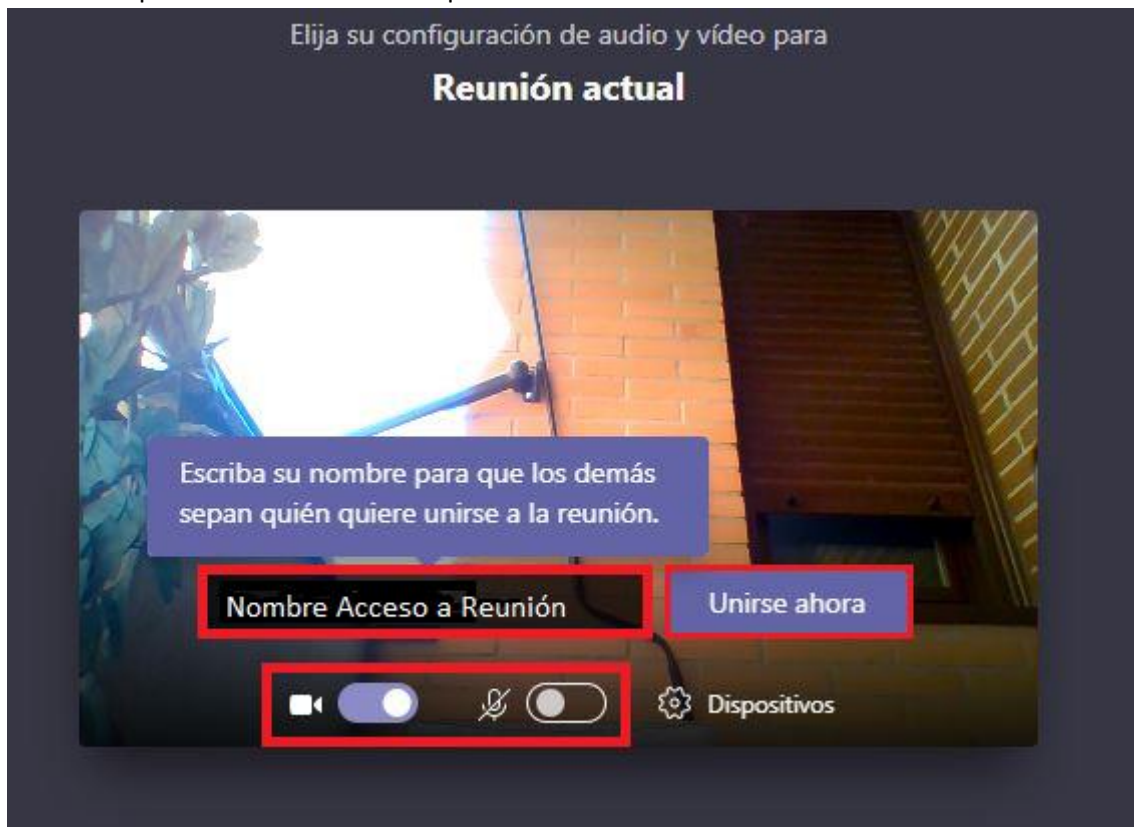 Elija su configuración de audio y vídeo para
Reunión actual
Escriba su nombre para que los demás
sepan quién quiere unirse a la reunión.
Nombre Acceso a Reunión
Unirse ahora
Dispositivos